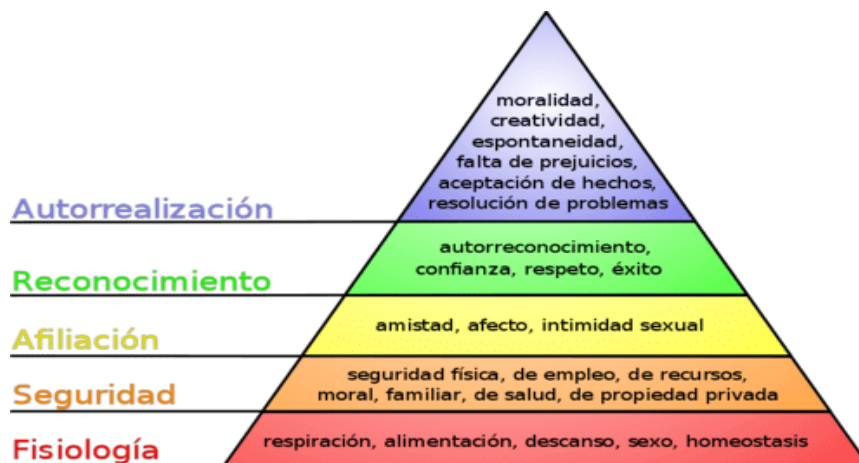 moralidad,
creatividad,
espontaneidad,
falta de prejuicios,
aceptación de hechos,
resolución de problemas
Autorrealización
autorreconocimiento,
confianza, respeto, éxito
Reconocimiento
amistad, afecto, intimidad sexual
Afiliación
seguridad física, de empleo, de recursos,
moral, familiar, de salud, de propiedad privada
Seguridad
respiración, alimentación, descanso, sexo, homeostasis
Fisiología